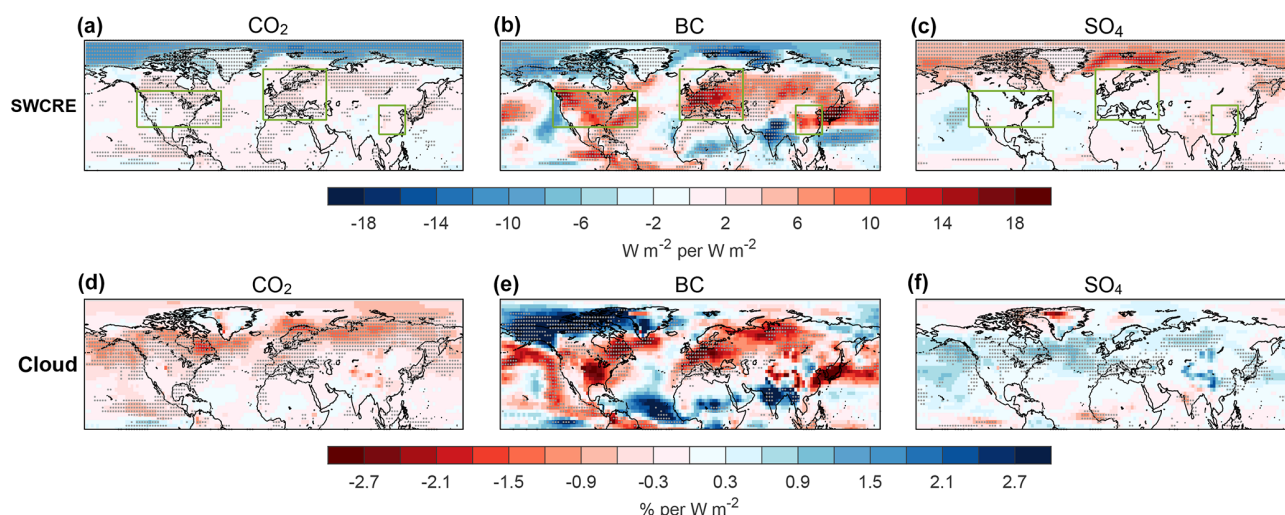 (a) CO₂ (b) BC (c) SO₄
SWCRE
-18 -14 -10 -6 -2 2 6 10 14 18
W m⁻² per W m⁻²
(d) CO₂ (e) BC (f) SO₄
Cloud
-2.7 -2.1 -1.5 -0.9 -0.3 0.3 0.9 1.5 2.1 2.7
% per W m⁻²